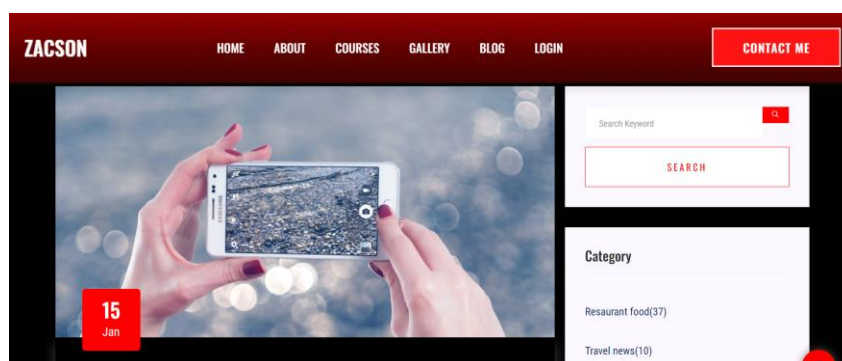 ZACSON
HOME ABOUT COURSES GALLERY BLOG LOGIN
CONTACT ME
Search Keyword
SEARCH
15
Jan
Category
Resaurant food(37)
Travel news(10)